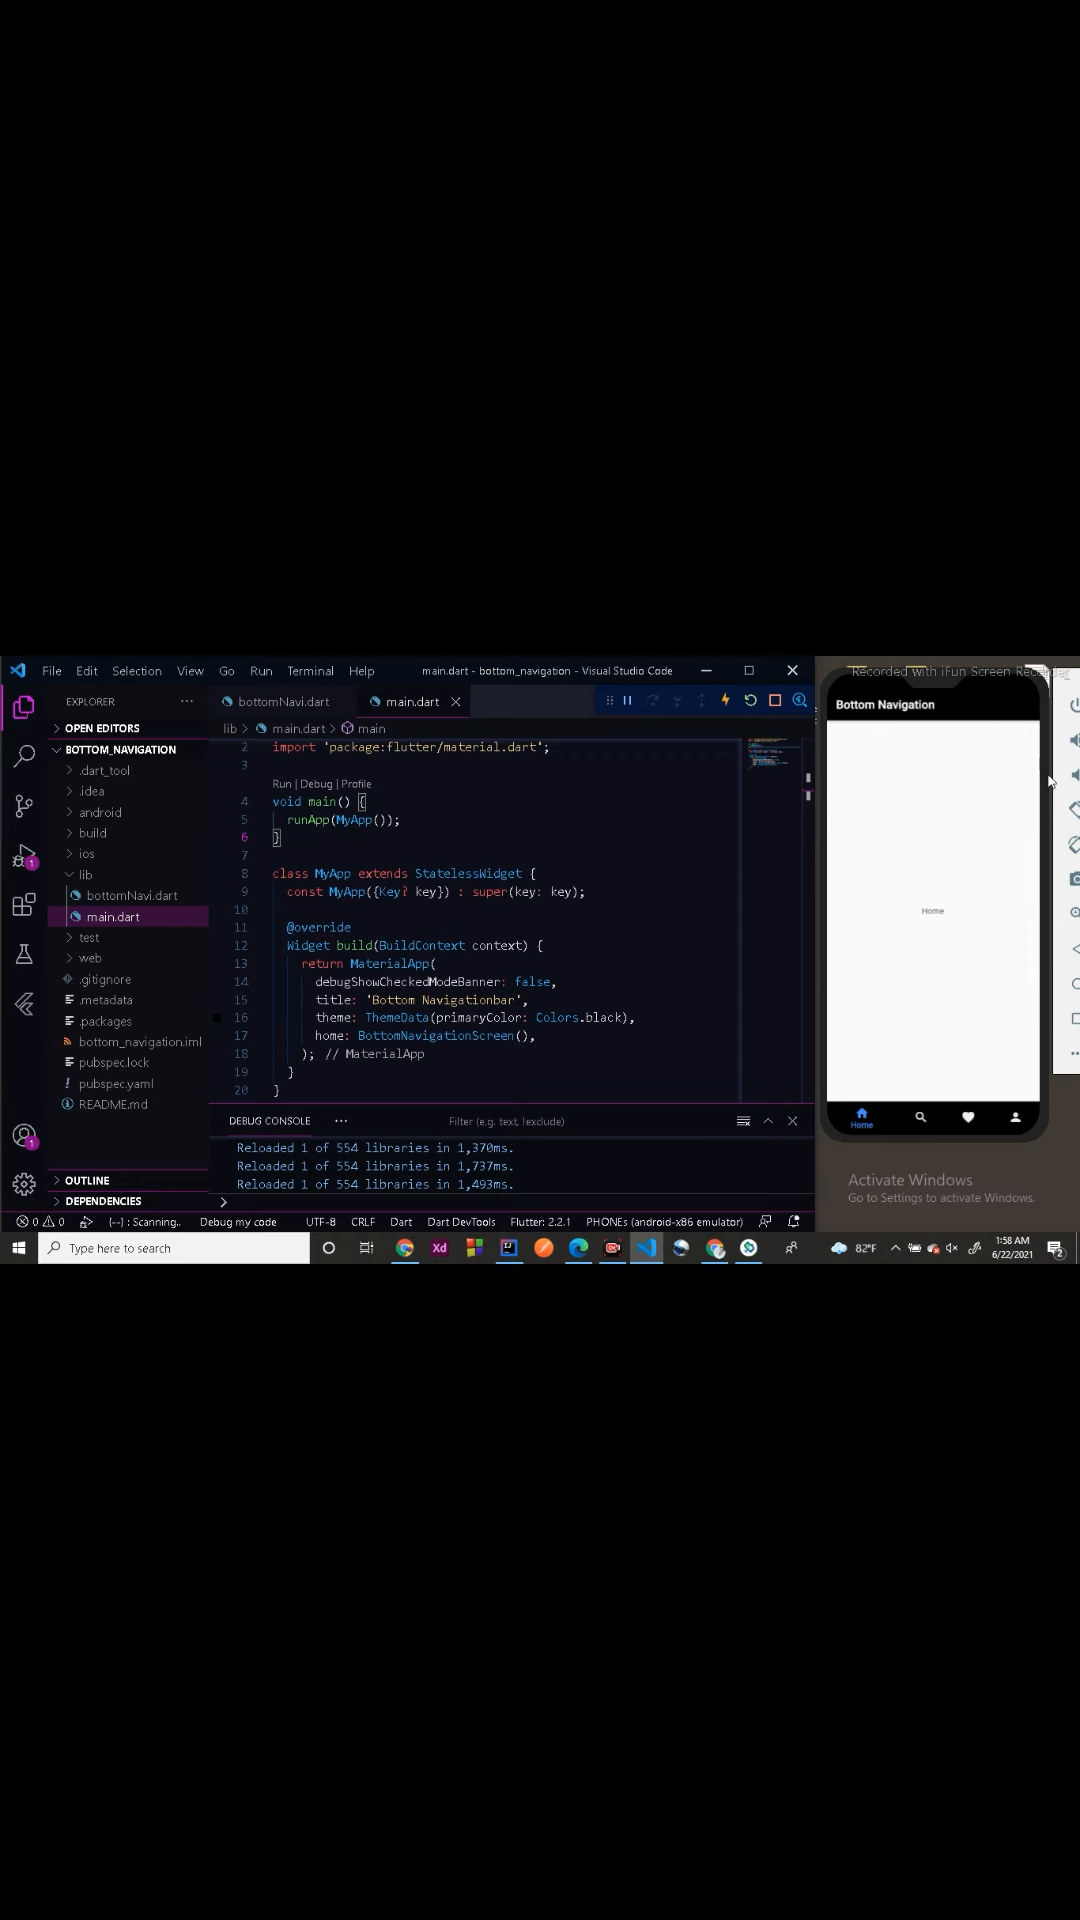 File Edit Selection View Go Run Terminal Help
main.dart - bottom_navigation - Visual Studio Code
EXPLORER
OPEN EDITORS
BOTTOM_NAVIGATION
.dart_tool
.idea
android
build
ios
lib
bottomNavi.dart
main.dart
test
web
.gitignore
.metadata
.packages
bottom_navigation.iml
pubspec.lock
pubspec.yaml
README.md
OUTLINE
DEPENDENCIES
1
1
bottomNavi.dart
main.dart
lib > main.dart > main
2 import 'package:flutter/material.dart';
3
Run | Debug | Profile
4 void main() {
5 runApp(MyApp());
6 }
7
8 class MyApp extends StatelessWidget {
9 const MyApp({Key? key}) : super(key: key);
10
11 @override
12 Widget build(BuildContext context) {
13 return MaterialApp(
14 debugShowCheckedModeBanner: false,
15 title: 'Bottom Navigationbar',
16 theme: ThemeData(primaryColor: Colors.black),
17 home: BottomNavigationScreen(),
18 ); // MaterialApp
19 }
20 }
DEBUG CONSOLE
Filter (e.g. text, !exclude)
Reloaded 1 of 554 libraries in 1,370ms.
Reloaded 1 of 554 libraries in 1,737ms.
Reloaded 1 of 554 libraries in 1,493ms.
0 0 {--} : Scanning.. Debug my code UTF-8 CRLF Dart Dart DevTools Flutter: 2.2.1 PHONEs (android-x86 emulator)
Recorded with iFun Screen Recorder
Bottom Navigation
Home
Home
Activate Windows
Go to Settings to activate Windows.
Type here to search
Xd
IJ
82°F
1:58 AM
6/22/2021
2